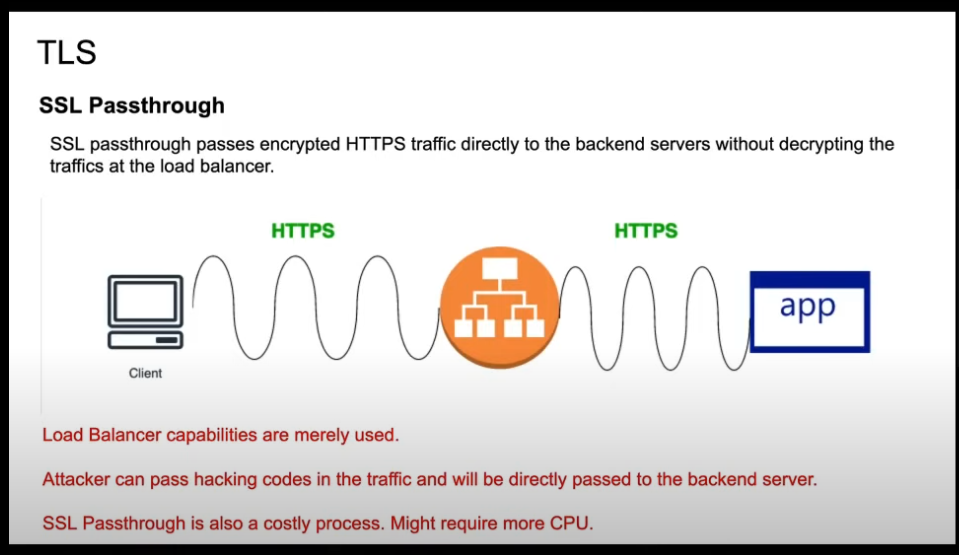 TLS
SSL Passthrough
SSL passthrough passes encrypted HTTPS traffic directly to the backend servers without decrypting the
traffics at the load balancer.
HTTPS
HTTPS
app
Client
Load Balancer capabilities are merely used.
Attacker can pass hacking codes in the traffic and will be directly passed to the backend server.
SSL Passthrough is also a costly process. Might require more CPU.